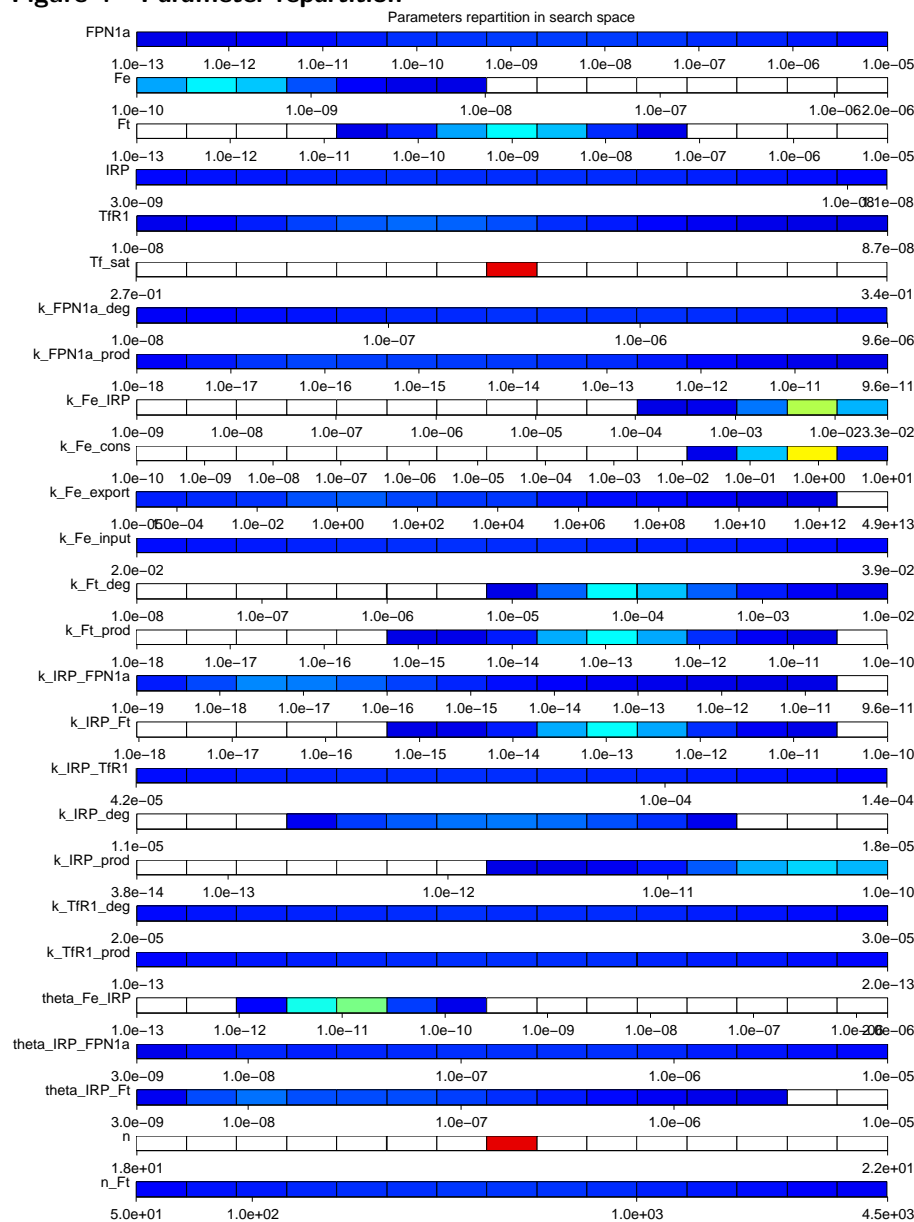 Figure 4 – Parameter repartition
Parameters repartition in search space
FPN1a
1.0e−13 1.0e−12 1.0e−11 1.0e−10 1.0e−09 1.0e−08 1.0e−07 1.0e−06 1.0e−05
Fe
1.0e−10 1.0e−09 1.0e−08 1.0e−07 1.0e−06 2.0e−06
Ft
1.0e−13 1.0e−12 1.0e−11 1.0e−10 1.0e−09 1.0e−08 1.0e−07 1.0e−06 1.0e−05
IRP
3.0e−09 1.0e−08 1.1e−08
TfR1
1.0e−08 8.7e−08
Tf_sat
2.7e−01 3.4e−01
k_FPN1a_deg
1.0e−08 1.0e−07 1.0e−06 9.6e−06
k_FPN1a_prod
1.0e−18 1.0e−17 1.0e−16 1.0e−15 1.0e−14 1.0e−13 1.0e−12 1.0e−11 9.6e−11
k_Fe_IRP
1.0e−09 1.0e−08 1.0e−07 1.0e−06 1.0e−05 1.0e−04 1.0e−03 1.0e−02 3.3e−02
k_Fe_cons
1.0e−10 1.0e−09 1.0e−08 1.0e−07 1.0e−06 1.0e−05 1.0e−04 1.0e−03 1.0e−02 1.0e−01 1.0e+00 1.0e+01
k_Fe_export
1.0e−05 1.0e−04 1.0e−02 1.0e+00 1.0e+02 1.0e+04 1.0e+06 1.0e+08 1.0e+10 1.0e+12 4.9e+13
k_Fe_input
2.0e−02 3.9e−02
k_Ft_deg
1.0e−08 1.0e−07 1.0e−06 1.0e−05 1.0e−04 1.0e−03 1.0e−02
k_Ft_prod
1.0e−18 1.0e−17 1.0e−16 1.0e−15 1.0e−14 1.0e−13 1.0e−12 1.0e−11 1.0e−10
k_IRP_FPN1a
1.0e−19 1.0e−18 1.0e−17 1.0e−16 1.0e−15 1.0e−14 1.0e−13 1.0e−12 1.0e−11 9.6e−11
k_IRP_Ft
1.0e−18 1.0e−17 1.0e−16 1.0e−15 1.0e−14 1.0e−13 1.0e−12 1.0e−11 1.0e−10
k_IRP_TfR1
4.2e−05 1.0e−04 1.4e−04
k_IRP_deg
1.1e−05 1.8e−05
k_IRP_prod
3.8e−14 1.0e−13 1.0e−12 1.0e−11 1.0e−10
k_TfR1_deg
2.0e−05 3.0e−05
k_TfR1_prod
1.0e−13 2.0e−13
theta_Fe_IRP
1.0e−13 1.0e−12 1.0e−11 1.0e−10 1.0e−09 1.0e−08 1.0e−07
theta_IRP_FPN1a
3.0e−09 1.0e−08 1.0e−07 1.0e−06 1.0e−05
theta_IRP_Ft
3.0e−09 1.0e−08 1.0e−07 1.0e−06 1.0e−05
n
1.8e+01 2.2e+01
n_Ft
5.0e+01 1.0e+02 1.0e+03 4.5e+03